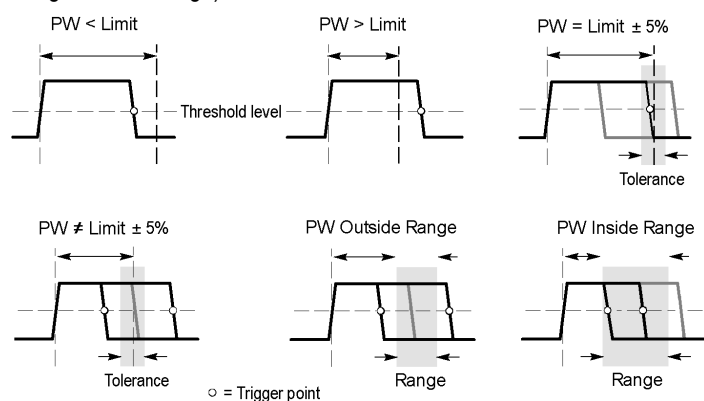 PW < Limit
PW > Limit
PW = Limit ± 5%
Threshold level
Tolerance
PW ≠ Limit ± 5%
PW Outside Range
PW Inside Range
Tolerance
Range
Range
= Trigger point